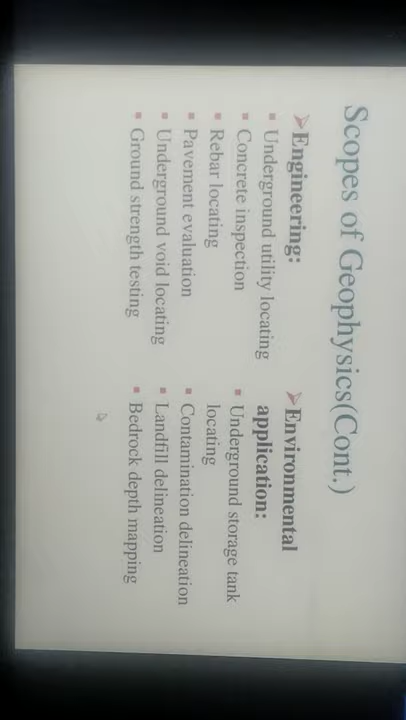 Scopes of Geophysics(Cont.)
➢Engineering:
▪ Underground utility locating
▪ Concrete inspection
▪ Rebar locating
▪ Pavement evaluation
▪ Underground void locating
▪ Ground strength testing
➢Environmental
application:
▪ Underground storage tank
locating
▪ Contamination delineation
▪ Landfill delineation
▪ Bedrock depth mapping